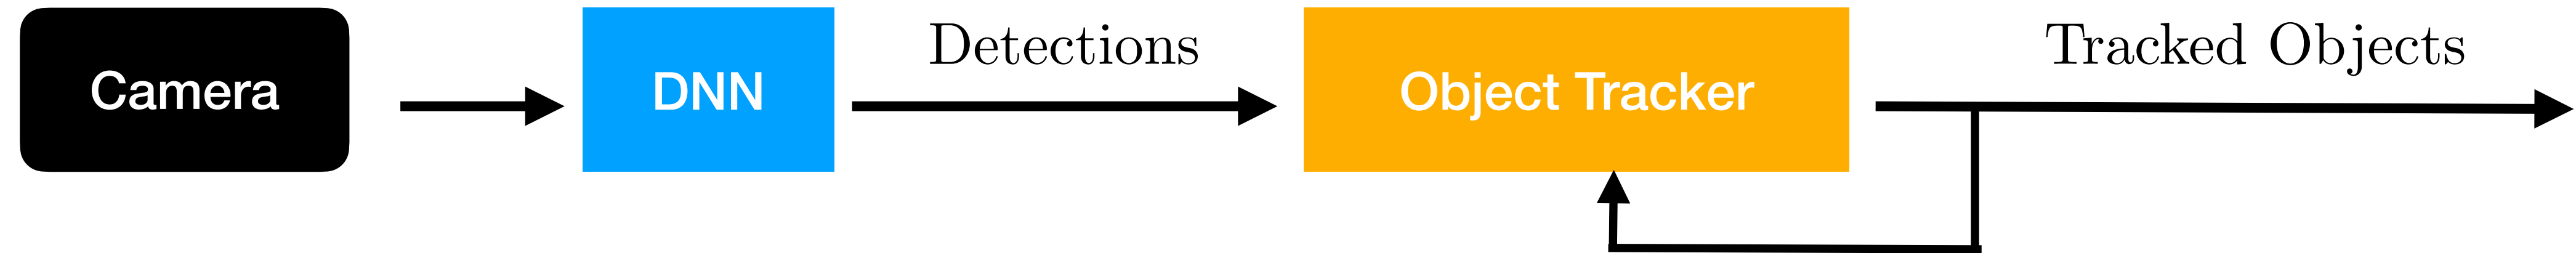 Camera
DNN
Detections
Object Tracker
Tracked Objects